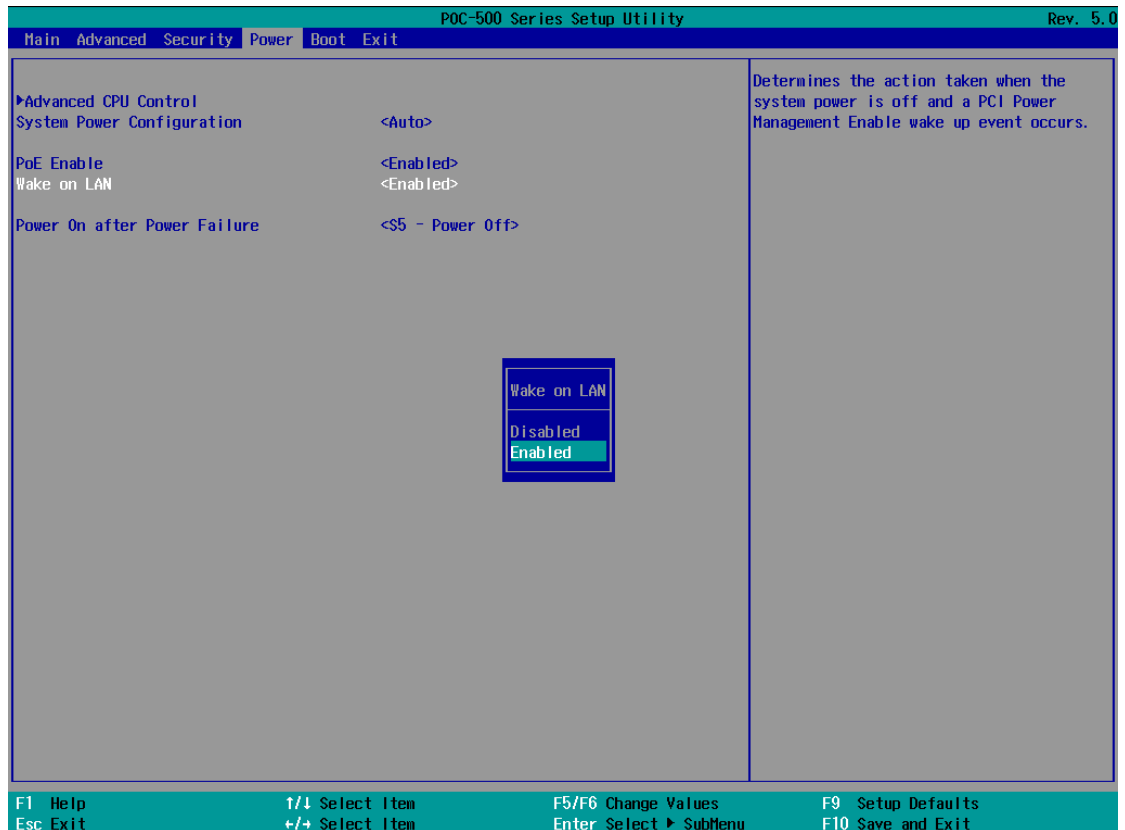 POC-500 Series Setup Utility Rev. 5.0
Main Advanced Security Power Boot Exit
▶Advanced CPU Control
System Power Configuration <Auto>
PoE Enable <Enabled>
Wake on LAN <Enabled>
Power On after Power Failure <S5 - Power Off>
Determines the action taken when the
system power is off and a PCI Power
Management Enable wake up event occurs.
Wake on LAN
Disabled
Enabled
F1 Help ↑/↓ Select Item F5/F6 Change Values F9 Setup Defaults
Esc Exit ←/→ Select Item Enter Select ▶ SubMenu F10 Save and Exit